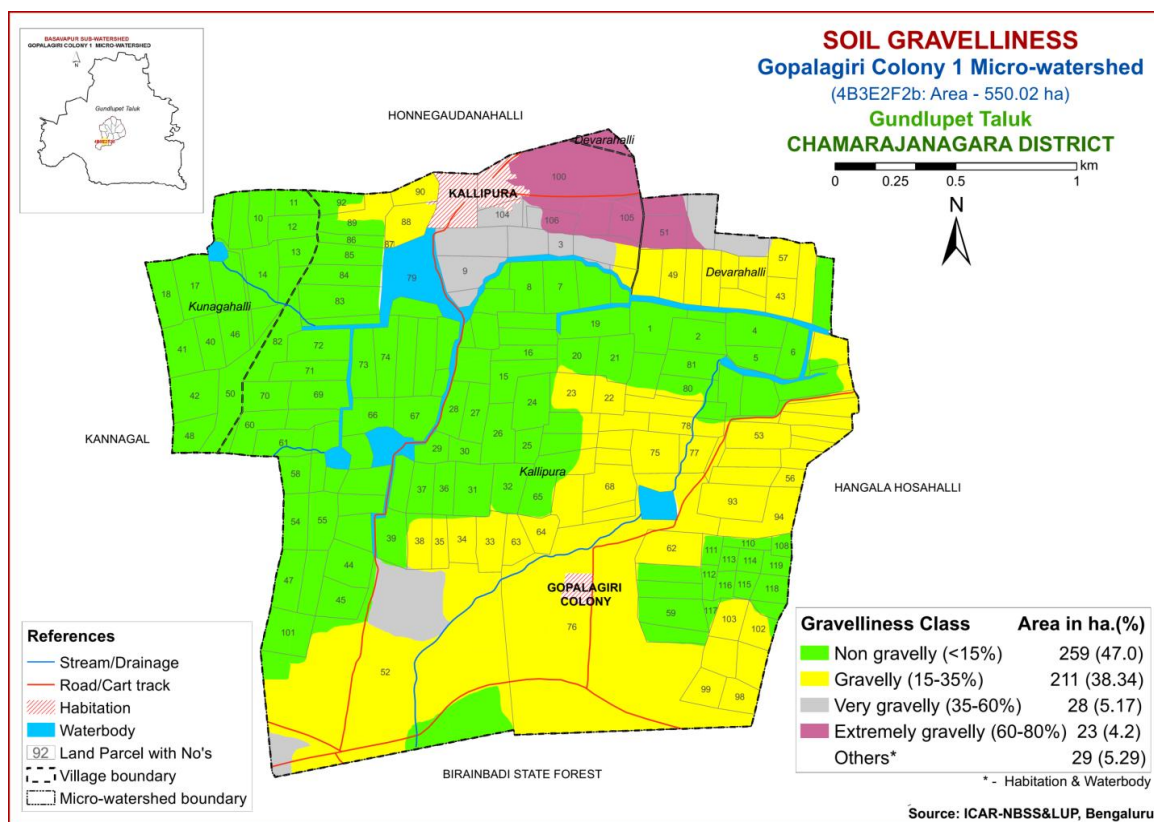 BASAVAPUR SUB-WATERSHED
GOPALAGIRI COLONY 1 MICRO-WATERSHED
N
Gundlupet Taluk
SOIL GRAVELLINESS
Gopalagiri Colony 1 Micro-watershed
(4B3E2F2b: Area - 550.02 ha)
Gundlupet Taluk
CHAMARAJANAGARA DISTRICT
km
0 0.25 0.5 1
N
HONNEGAUDANAHALLI
Devarahalli
KALLIPURA
90 100
11 92
10 89 88 104 106 105 51
12 86 87
13 85 3 57
14 84 79 9 49 Devarahalli
18 17 83 8 7 43
Kunagahalli
46 19 1 2 4
41 40 82 72 74 16 20 21 5 6
71 73 81
42 50 70 69 15 23 22 80
60 66 67 28 27 24 78
48 61 26 53
KANNAGAL
29 30 25 75 77
58 Kallipura 56
HANGALA HOSAHALLI
37 36 31 32 65 68 93
54 55 94
39 38 35 34 33 63 64 62 111 110 108
44 113 114 119
47 112
45 GOPALAGIRI 116 115 118
COLONY
59 117
101 76 103 102
52
99 98
BIRAINBADI STATE FOREST
References
Stream/Drainage
Road/Cart track
Habitation
Waterbody
92 Land Parcel with No's
Village boundary
Micro-watershed boundary
Gravelliness Class Area in ha.(%)
Non gravelly (<15%) 259 (47.0)
Gravelly (15-35%) 211 (38.34)
Very gravelly (35-60%) 28 (5.17)
Extremely gravelly (60-80%) 23 (4.2)
Others* 29 (5.29)
* - Habitation & Waterbody
Source: ICAR-NBSS&LUP, Bengaluru